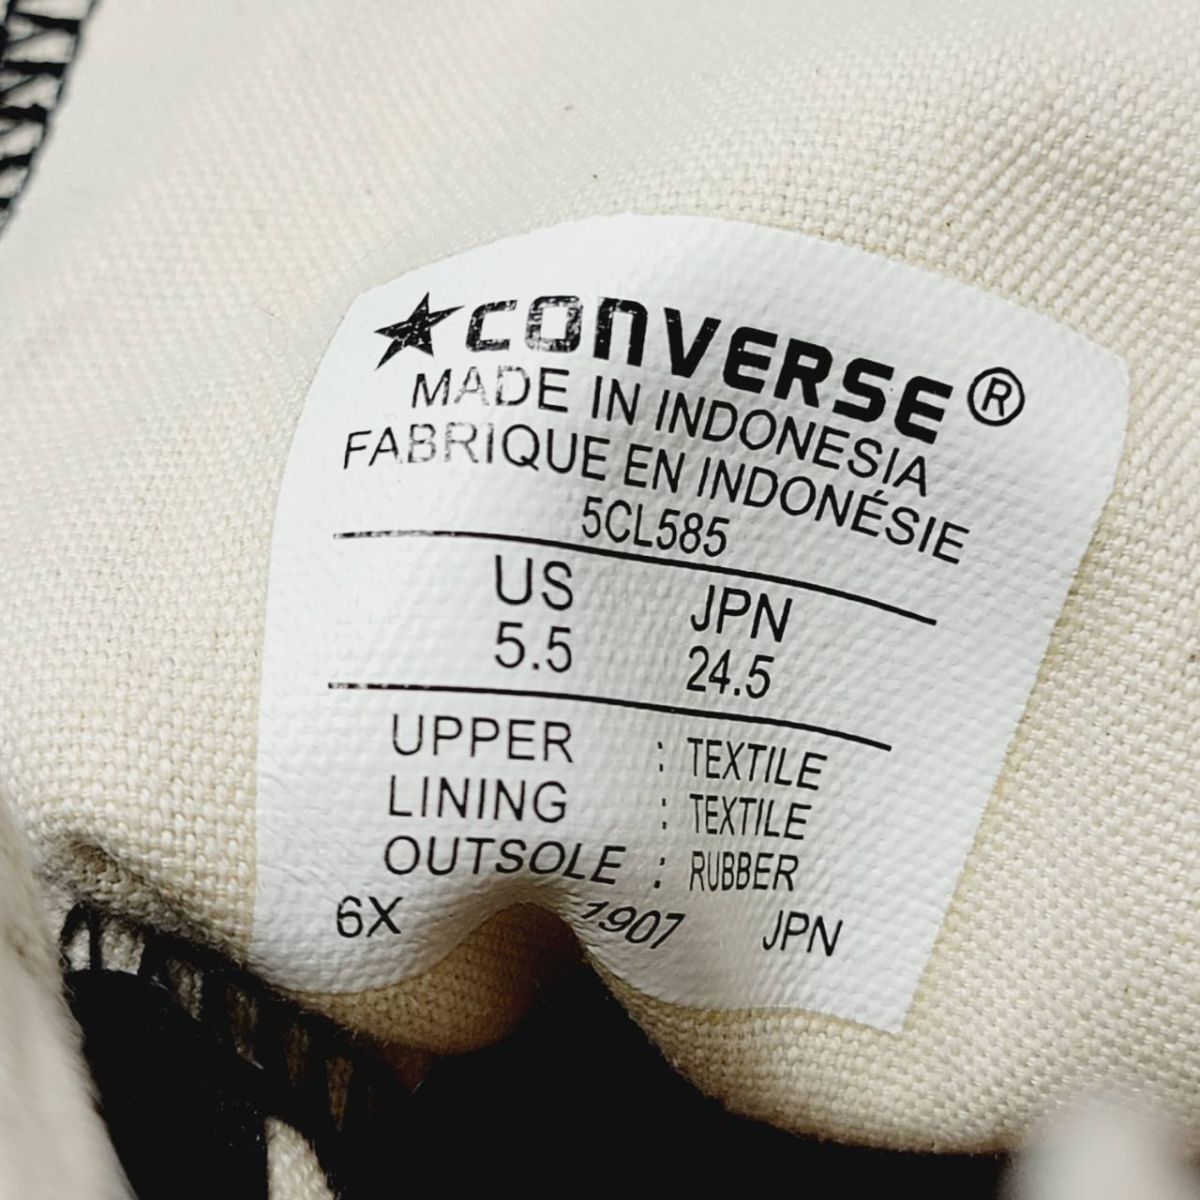 ★CONVERSE®
MADE IN INDONESIA
FABRIQUE EN INDONÉSIE
5CL585
US JPN
5.5 24.5
UPPER : TEXTILE
LINING : TEXTILE
OUTSOLE : RUBBER
6X 1907 JPN